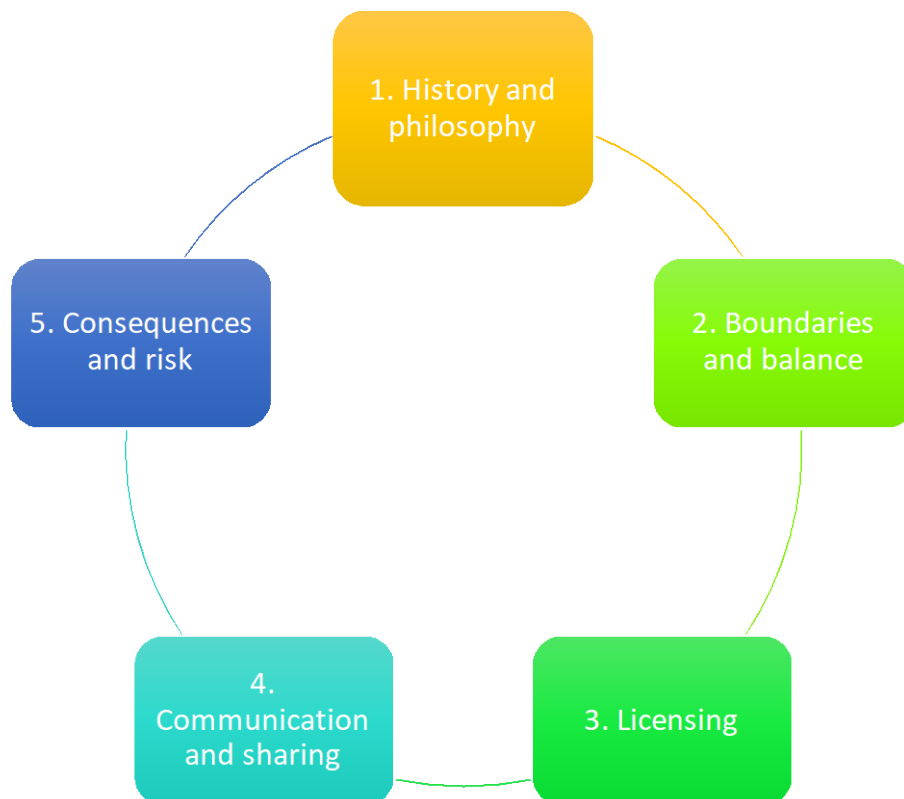 1. History and
philosophy
2. Boundaries
and balance
3. Licensing
4.
Communication
and sharing
5. Consequences
and risk